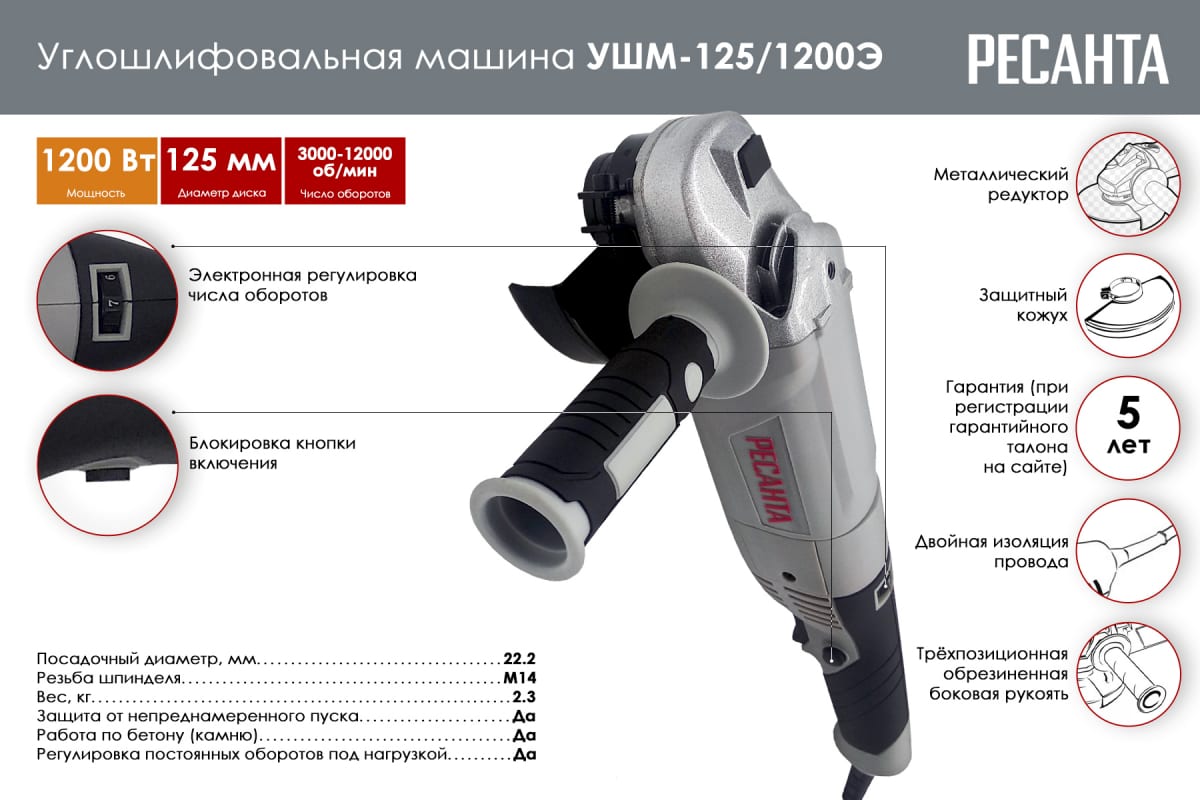 Углошлифовальная машина УШМ-125/1200Э
РЕСАНТА
1200 Вт
Мощность
125 мм
Диаметр диска
3000-12000
об/мин
Число оборотов
6
7
Электронная регулировка
числа оборотов
Блокировка кнопки
включения
РЕСАНТА
Металлический
редуктор
Защитный
кожух
Гарантия (при
регистрации
гарантийного
талона
на сайте)
5
лет
Двойная изоляция
провода
Трёхпозиционная
обрезиненная
боковая рукоять
Посадочный диаметр, мм 22.2
Резьба шпинделя M14
Вес, кг 2.3
Защита от непреднамеренного пуска Да
Работа по бетону (камню) Да
Регулировка постоянных оборотов под нагрузкой Да